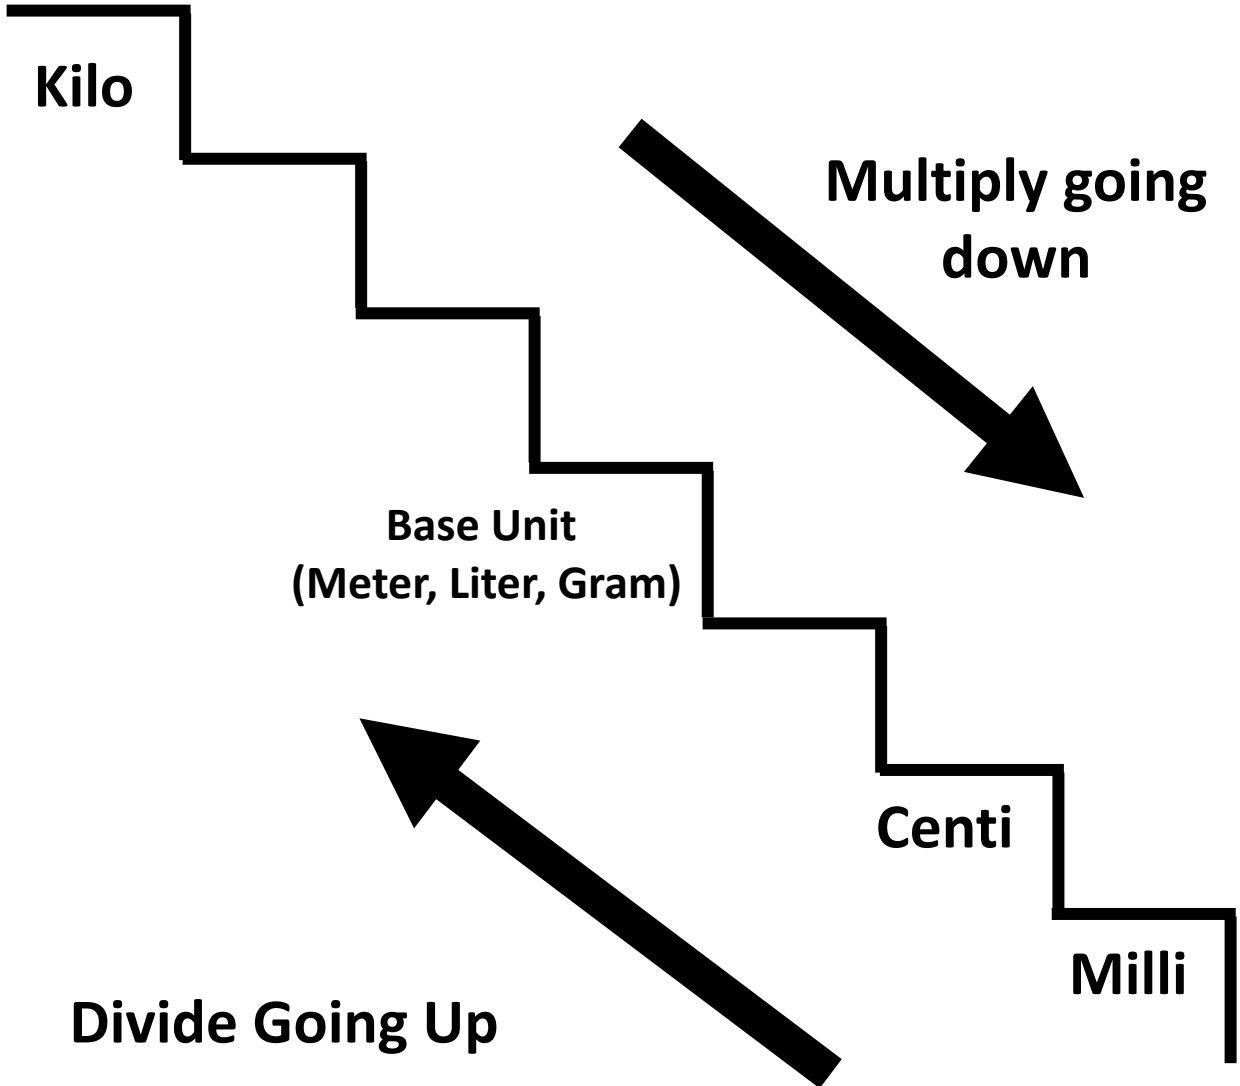 Kilo
Multiply going
down
Base Unit
(Meter, Liter, Gram)
Centi
Milli
Divide Going Up